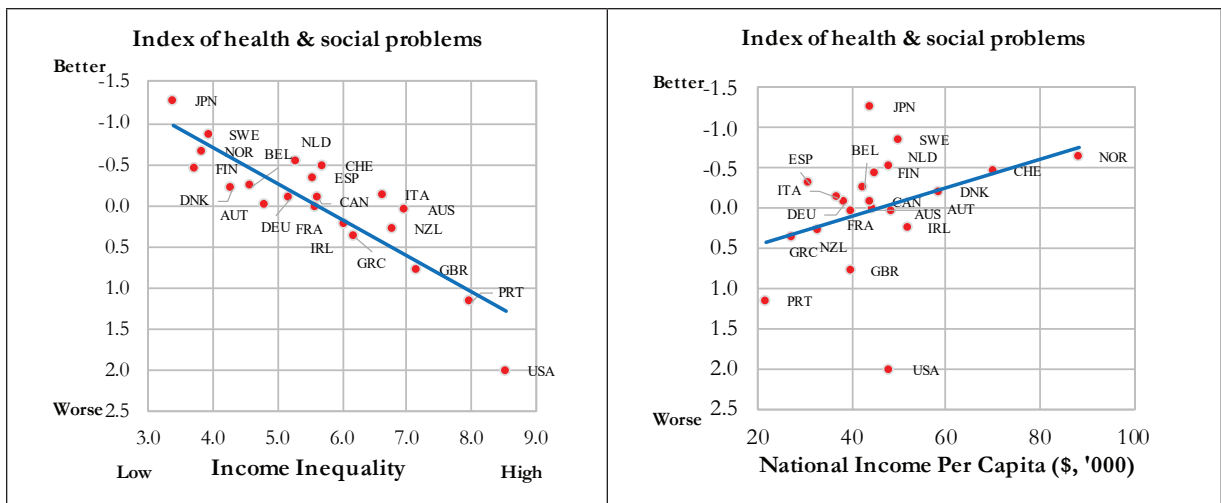 Index of health & social problems
Better
-1.5
-1.0
-0.5
0.0
0.5
1.0
1.5
2.0
2.5
Worse
JPN
SWE
NOR
NLD
BEL
FIN
CHE
ESP
DNK
ITA
CAN
AUT
AUS
DEU
FRA
NZL
IRL
GRC
GBR
PRT
USA
3.0 4.0 5.0 6.0 7.0 8.0 9.0
Low Income Inequality High
Index of health & social problems
Better
-1.5
-1.0
-0.5
0.0
0.5
1.0
1.5
2.0
2.5
Worse
JPN
SWE
BEL
NLD
ESP
NOR
FIN
CHE
ITA
DNK
CAN
DEU
AUS
AUT
FRA
IRL
NZL
GRC
GBR
PRT
USA
20 40 60 80 100
National Income Per Capita ($, '000)